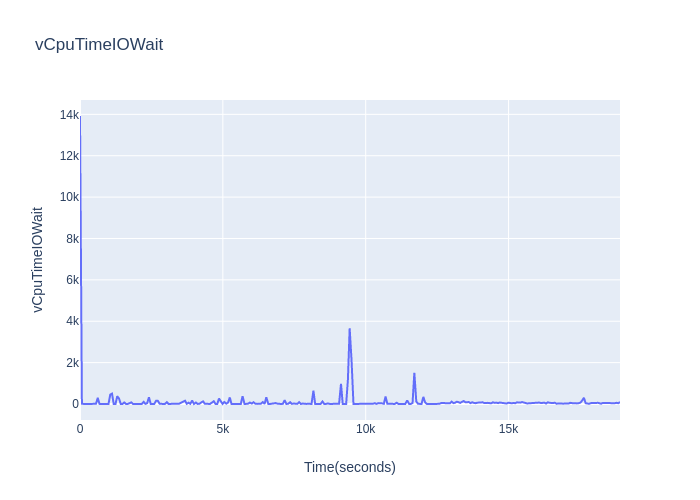 vCpuTimeIOWait
14k
12k
10k
8k
6k
4k
2k
0
vCpuTimeIOWait
0
5k
10k
15k
Time(seconds)